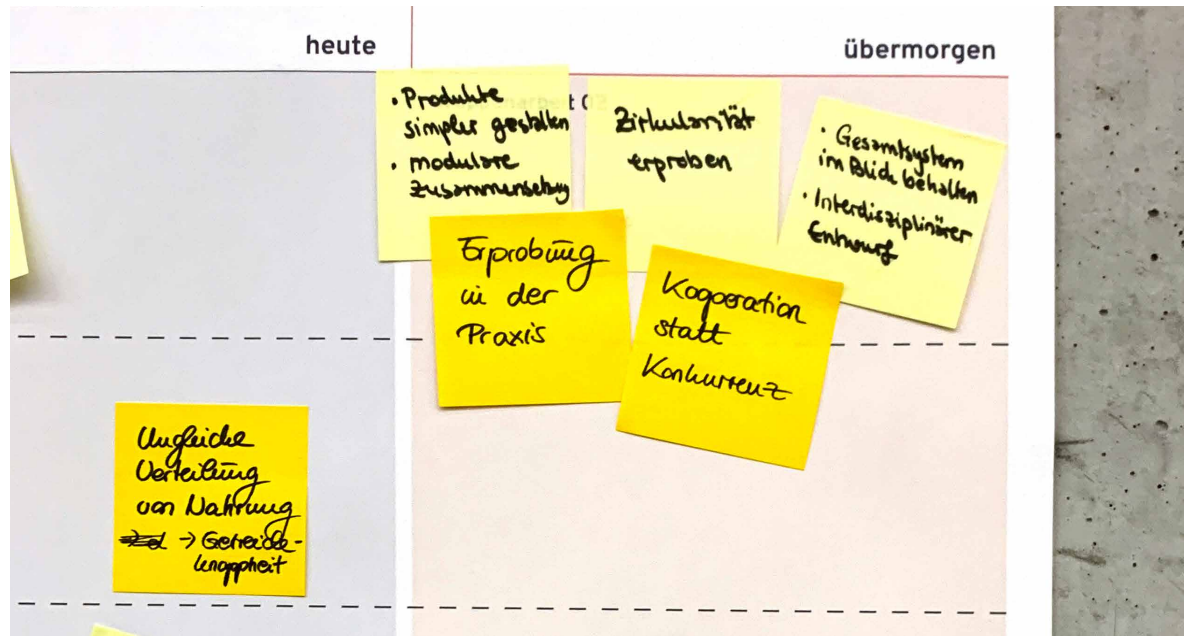 heute
übermorgen
• Produkte
simpler gestalten
• modulare
Zusammensetzung
Zirkularität
erproben
• Gesamtsystem
im Blick behalten
• Interdisziplinärer
Entwurf
Erprobung
in der
Praxis
Kooperation
statt
Konkurrenz
Ungleiche
Verteilung
von Nahrung
→ Getreide-
knappheit